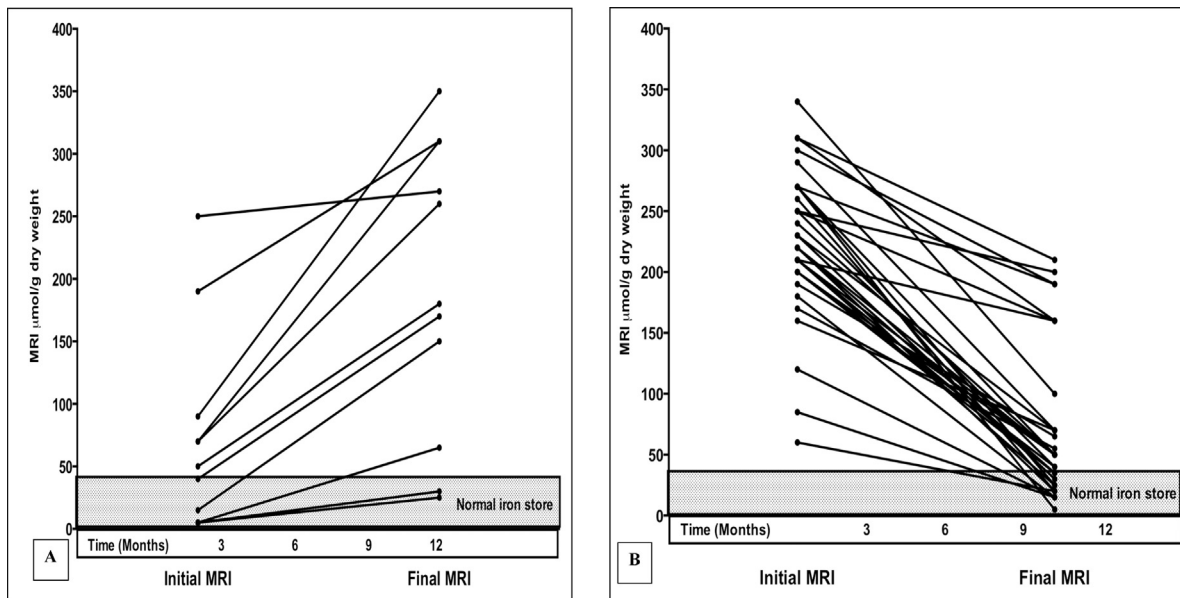 400
350
300
250
200
150
100
50
0
MRI μmol/g dry weight
Normal iron store
Time (Months) 3 6 9 12
A
Initial MRI Final MRI
400
350
300
250
200
150
100
50
0
MRI μmol/g dry weight
Normal iron store
Time (Months) 3 6 9 12
B
Initial MRI Final MRI